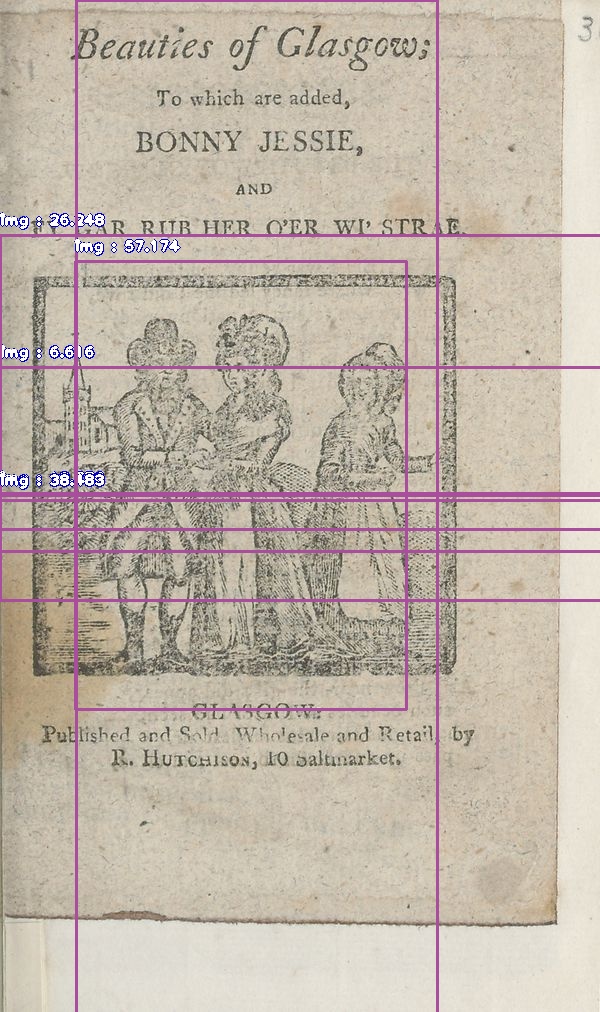 Beauties of Glasgow;
To which are added,
BONNY JESSIE,
AND
GAR RUB HER O'ER WI' STRAE.
Img : 26.248
Img : 57.174
Img : 6.616
Img : 38.483
GLASGOW:
Published and Sold, Wholesale and Retail, by
R. HUTCHISON, 10 Saltmarket.